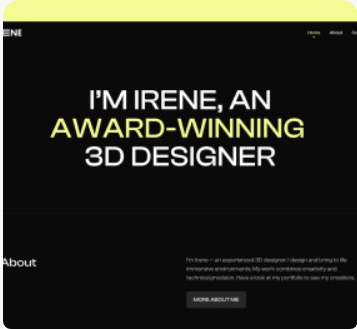 IRENE
Home About
I'M IRENE, AN
AWARD-WINNING
3D DESIGNER
About
I'm Irene — an experienced 3D designer. I design and bring to life
immersive environments. My work combines creativity and
technical precision. Have a look at my portfolio to see my creations.
MORE ABOUT ME